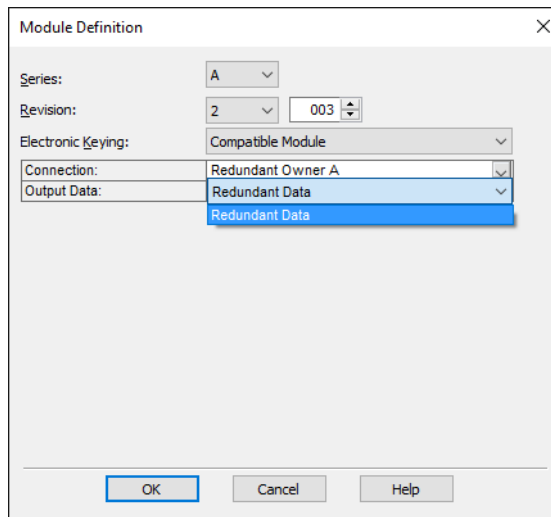 Module Definition
Series: A
Revision: 2 003
Electronic Keying: Compatible Module
Connection: Redundant Owner A
Output Data: Redundant Data
Redundant Data
OK Cancel Help